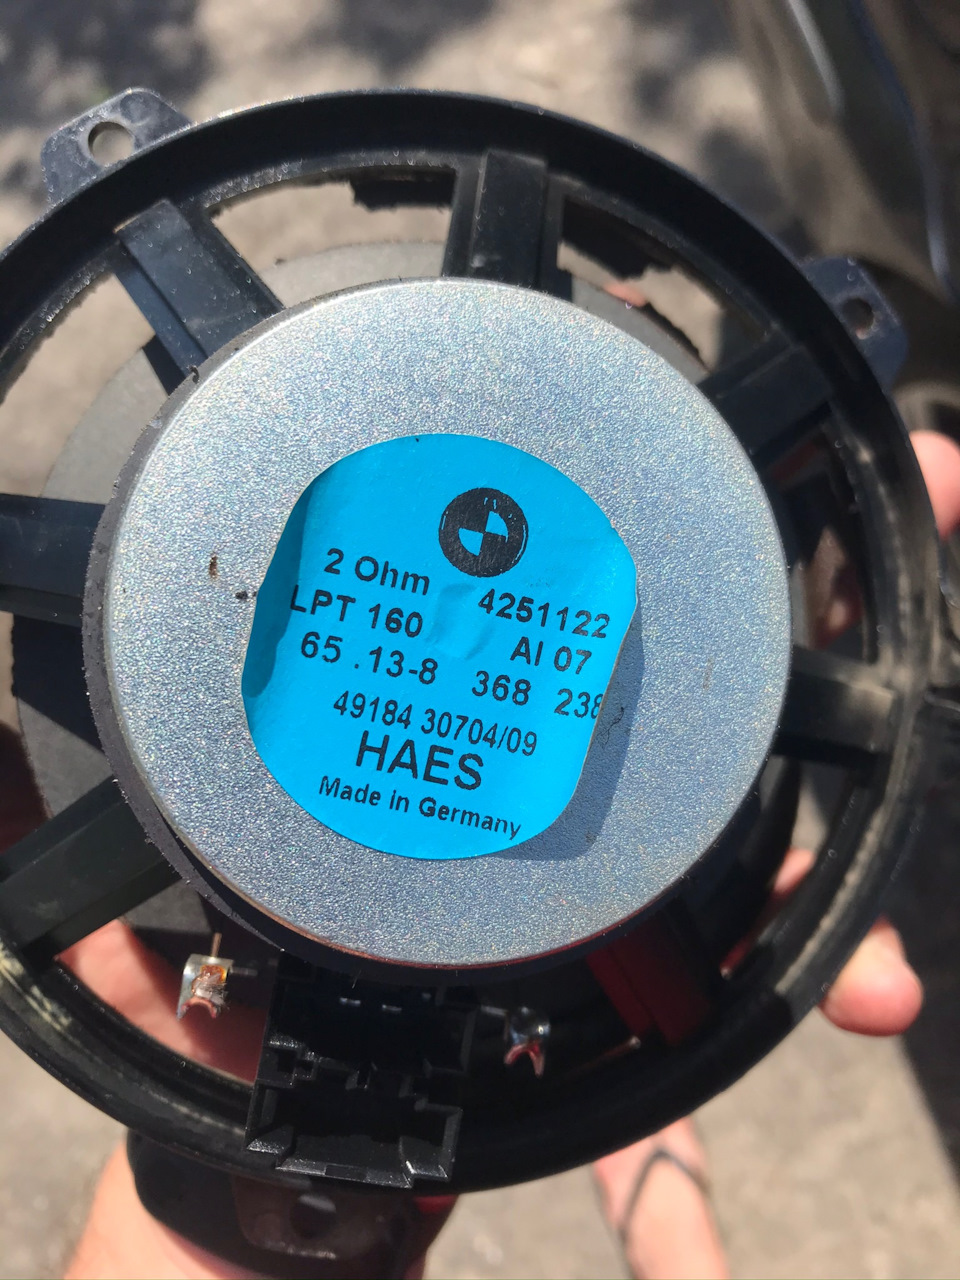 2 Ohm 4251122
LPT 160 AI 07
65 .13-8 368 238
49184 30704/09
HAES
Made in Germany